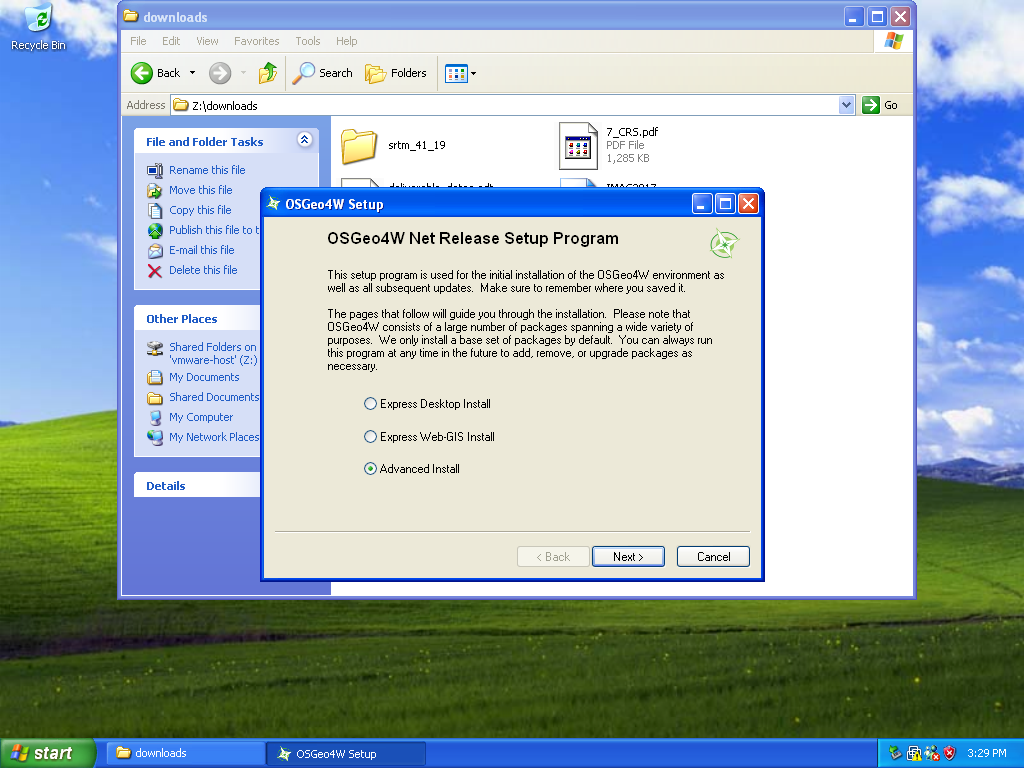 Recycle Bin
downloads
File Edit View Favorites Tools Help
Back Search Folders
Address Z:\downloads Go
File and Folder Tasks
Rename this file
Move this file
Copy this file
Publish this file to t
E-mail this file
Delete this file
Other Places
Shared Folders on
'vmware-host' (Z:)
My Documents
Shared Documents
My Computer
My Network Places
Details
srtm_41_19
7_CRS.pdf
PDF File
1,285 KB
OSGeo4W Setup
OSGeo4W Net Release Setup Program
This setup program is used for the initial installation of the OSGeo4W environment as
well as all subsequent updates. Make sure to remember where you saved it.
The pages that follow will guide you through the installation. Please note that
OSGeo4W consists of a large number of packages spanning a wide variety of
purposes. We only install a base set of packages by default. You can always run
this program at any time in the future to add, remove, or upgrade packages as
necessary.
Express Desktop Install
Express Web-GIS Install
Advanced Install
< Back Next > Cancel
start downloads OSGeo4W Setup 3:29 PM